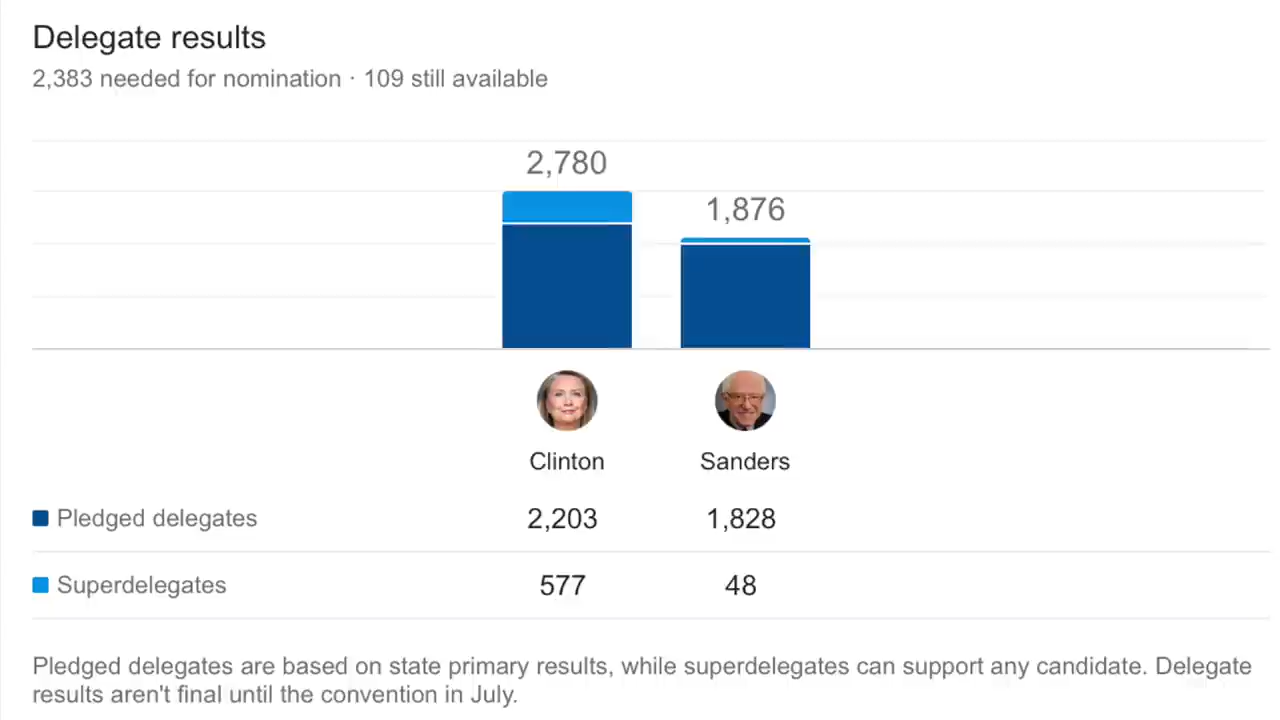 Delegate results
2,383 needed for nomination · 109 still available
2,780
1,876
Clinton
Sanders
Pledged delegates 2,203 1,828
Superdelegates 577 48
Pledged delegates are based on state primary results, while superdelegates can support any candidate. Delegate
results aren't final until the convention in July.